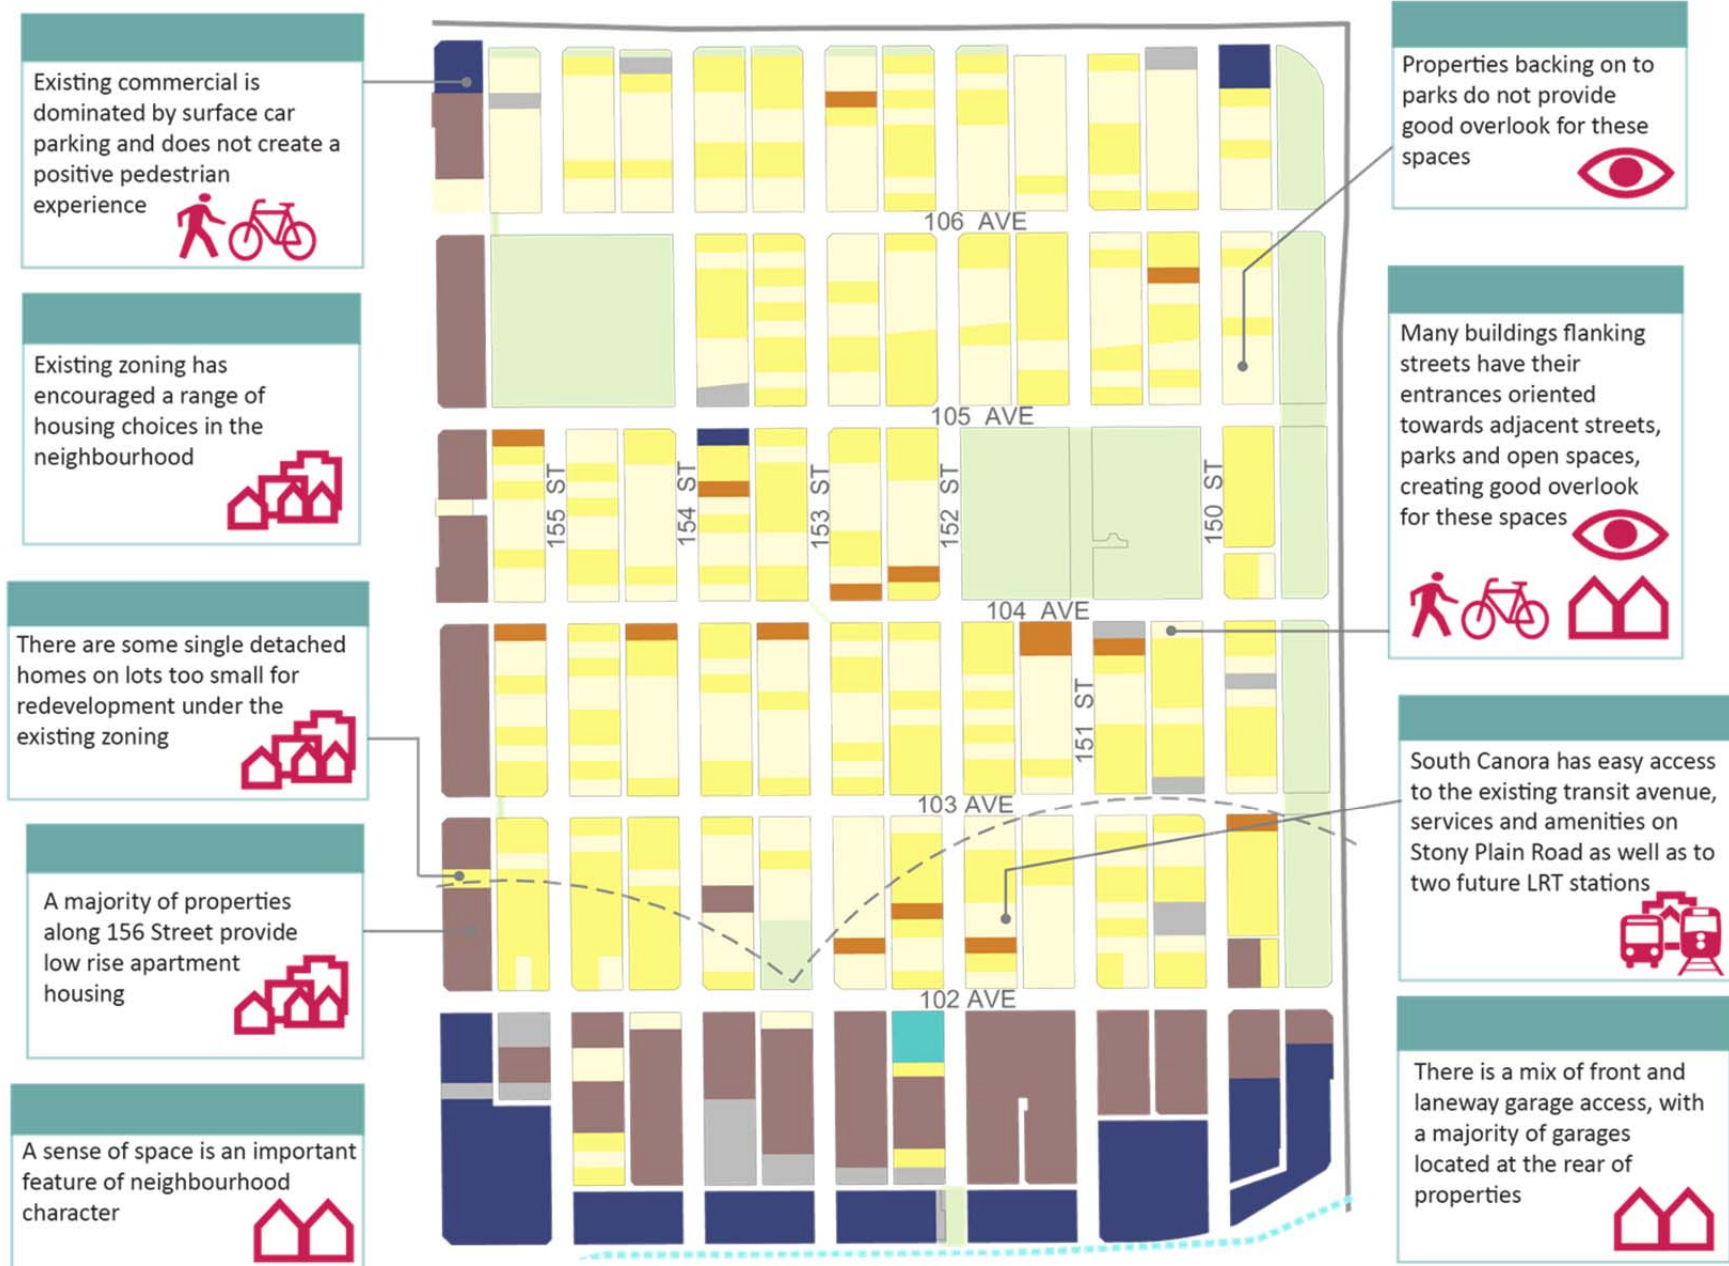 Existing commercial is
dominated by surface car
parking and does not create a
positive pedestrian
experience
Existing zoning has
encouraged a range of
housing choices in the
neighbourhood
There are some single detached
homes on lots too small for
redevelopment under the
existing zoning
A majority of properties
along 156 Street provide
low rise apartment
housing
A sense of space is an important
feature of neighbourhood
character
106 AVE
105 AVE
155 ST
154 ST
153 ST
152 ST
150 ST
104 AVE
151 ST
103 AVE
102 AVE
Properties backing on to
parks do not provide
good overlook for these
spaces
Many buildings flanking
streets have their
entrances oriented
towards adjacent streets,
parks and open spaces,
creating good overlook
for these spaces
South Canora has easy access
to the existing transit avenue,
services and amenities on
Stony Plain Road as well as to
two future LRT stations
There is a mix of front and
laneway garage access, with
a majority of garages
located at the rear of
properties